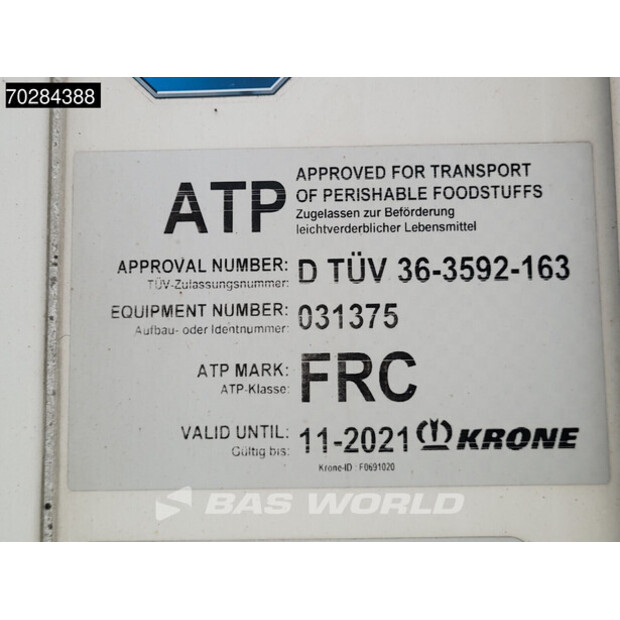 70284388
ATP
APPROVED FOR TRANSPORT
OF PERISHABLE FOODSTUFFS
Zugelassen zur Beförderung
leichtverderblicher Lebensmittel
APPROVAL NUMBER: D TÜV 36-3592-163
TÜV-Zulassungsnummer:
EQUIPMENT NUMBER: 031375
Aufbau- oder Identnummer:
ATP MARK: FRC
ATP-Klasse:
VALID UNTIL: 11-2021 KRONE
Gültig bis:
Krone-ID : F0691020
BAS WORLD